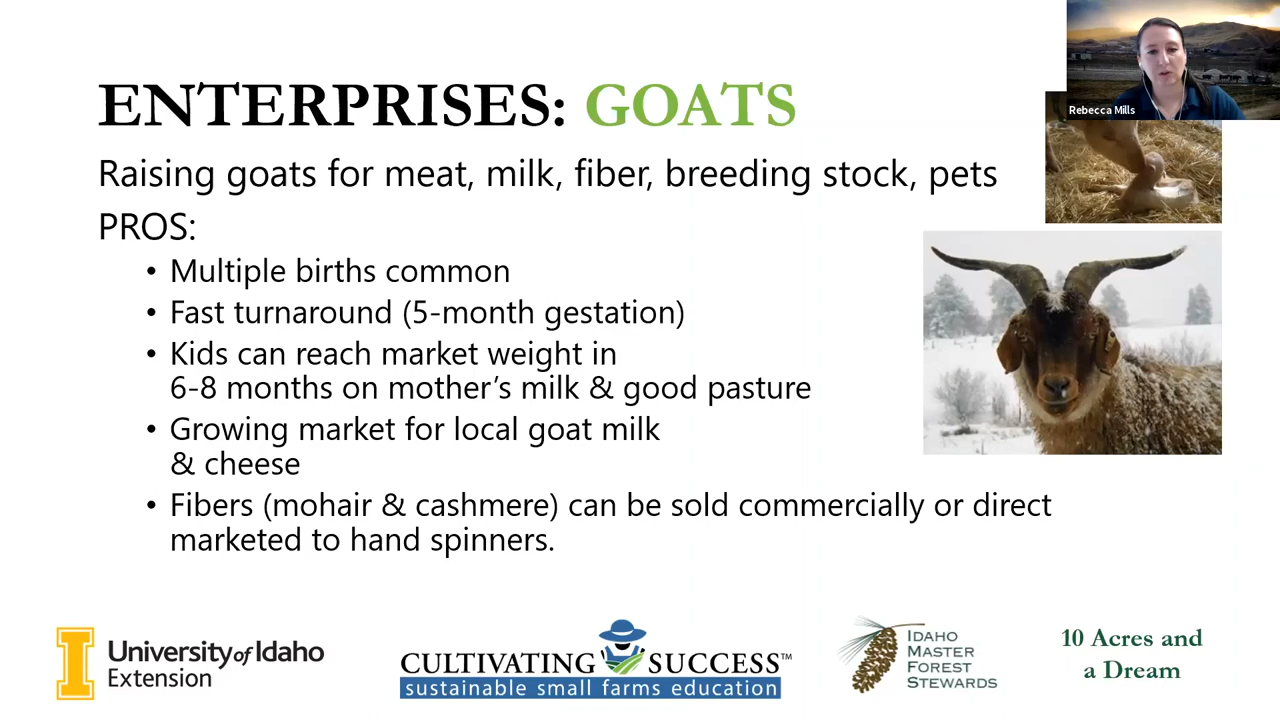 Rebecca Mills
ENTERPRISES: GOATS
Raising goats for meat, milk, fiber, breeding stock, pets
PROS:
• Multiple births common
• Fast turnaround (5-month gestation)
• Kids can reach market weight in
6-8 months on mother’s milk & good pasture
• Growing market for local goat milk
& cheese
• Fibers (mohair & cashmere) can be sold commercially or direct
marketed to hand spinners.
I
University of Idaho
Extension
CULTIVATING SUCCESS™
sustainable small farms education
IDAHO
MASTER
FOREST
STEWARDS
10 Acres and
a Dream